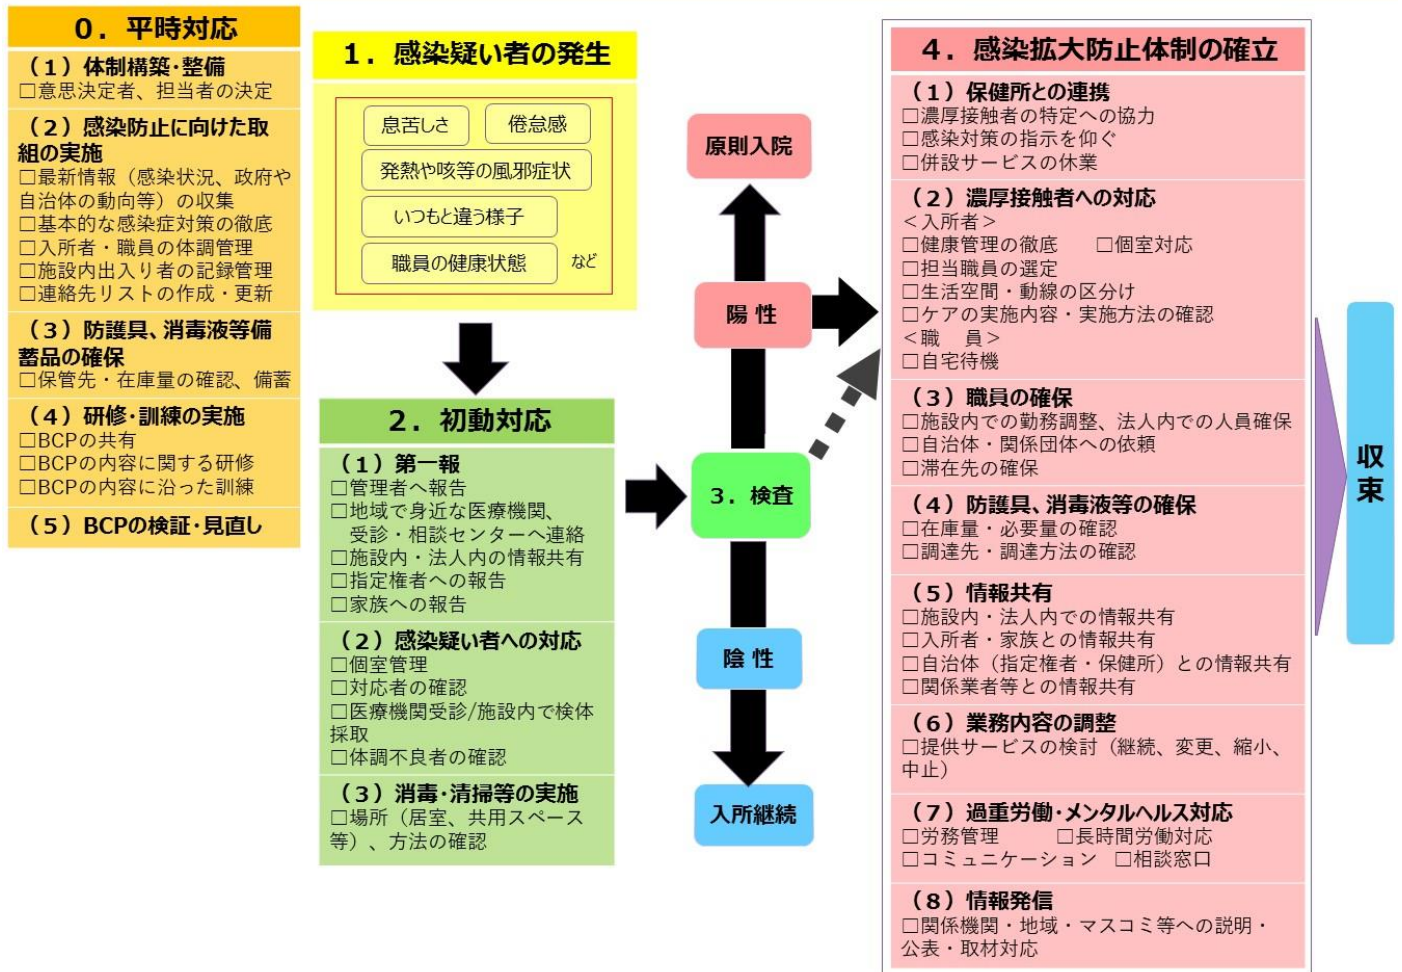 0．平時対応
（1）体制構築・整備
□意思決定者、担当者の決定
（2）感染防止に向けた取
組の実施
□最新情報（感染状況、政府や
自治体の動向等）の収集
□基本的な感染症対策の徹底
□入所者・職員の体調管理
□施設内出入り者の記録管理
□連絡先リストの作成・更新
（3）防護具、消毒液等備
蓄品の確保
□保管先・在庫量の確認、備蓄
（4）研修・訓練の実施
□BCPの共有
□BCPの内容に関する研修
□BCPの内容に沿った訓練
（5）BCPの検証・見直し
1．感染疑い者の発生
息苦しさ
倦怠感
発熱や咳等の風邪症状
いつもと違う様子
職員の健康状態
など
2．初動対応
（1）第一報
□管理者へ報告
□地域で身近な医療機関、
受診・相談センターへ連絡
□施設内・法人内の情報共有
□指定権者への報告
□家族への報告
（2）感染疑い者への対応
□個室管理
□対応者の確認
□医療機関受診/施設内で検体
採取
□体調不良者の確認
（3）消毒・清掃等の実施
□場所（居室、共用スペース
等）、方法の確認
原則入院
陽性
3．検査
陰性
入所継続
4．感染拡大防止体制の確立
（1）保健所との連携
□濃厚接触者の特定への協力
□感染対策の指示を仰ぐ
□併設サービスの休業
（2）濃厚接触者への対応
＜入所者＞
□健康管理の徹底　　□個室対応
□担当職員の選定
□生活空間・動線の区分け
□ケアの実施内容・実施方法の確認
＜職　員＞
□自宅待機
（3）職員の確保
□施設内での勤務調整、法人内での人員確保
□自治体・関係団体への依頼
□滞在先の確保
（4）防護具、消毒液等の確保
□在庫量・必要量の確認
□調達先・調達方法の確認
（5）情報共有
□施設内・法人内での情報共有
□入所者・家族との情報共有
□自治体（指定権者・保健所）との情報共有
□関係業者等との情報共有
（6）業務内容の調整
□提供サービスの検討（継続、変更、縮小、
中止）
（7）過重労働・メンタルヘルス対応
□労務管理　　　□長時間労働対応
□コミュニケーション　□相談窓口
（8）情報発信
□関係機関・地域・マスコミ等への説明・
公表・取材対応
収束